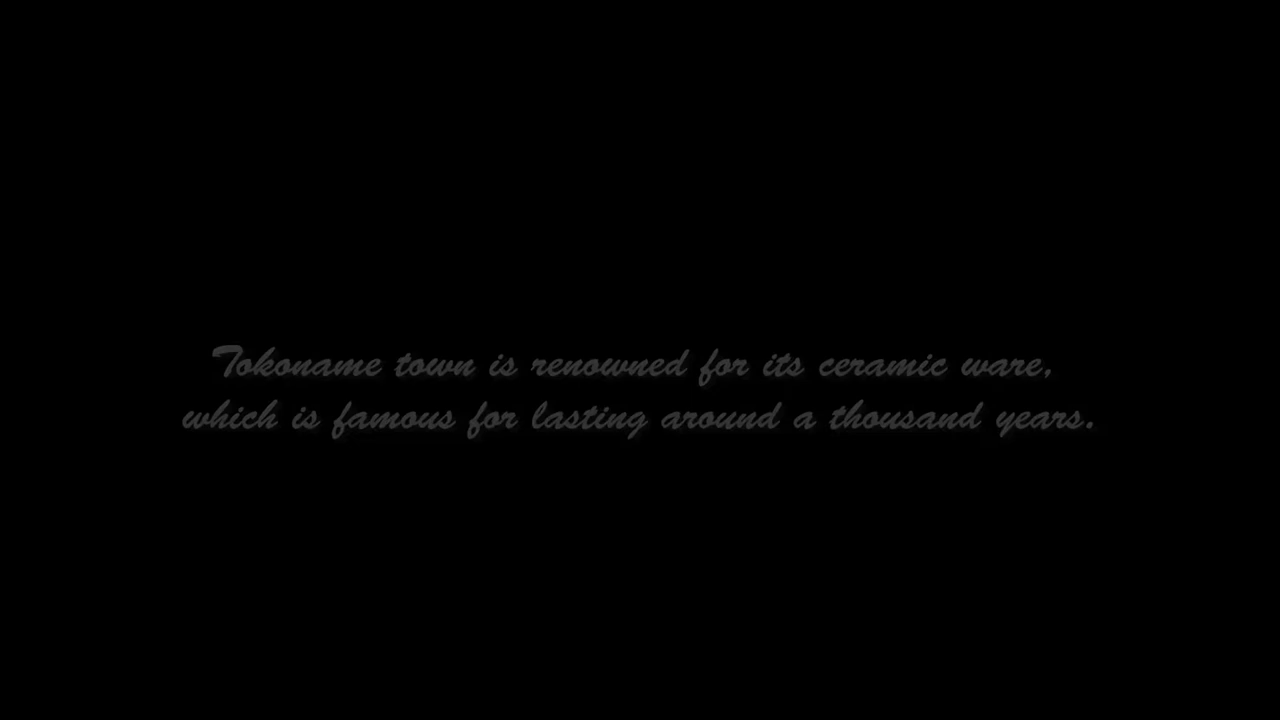 Tokoname town is renowned for its ceramic ware,
which is famous for lasting around a thousand years.